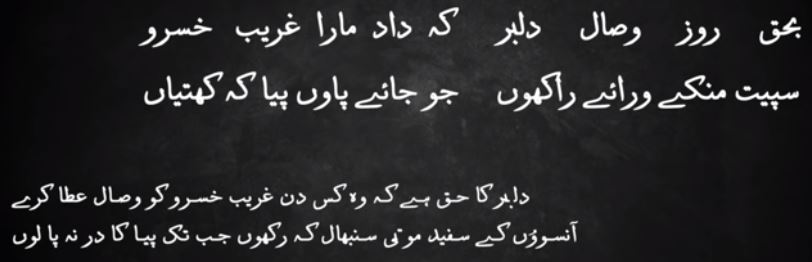 بحق روز وصال دلبر کہ داد مارا غریب خسرو
سپیت منکے ورائے راکھوں جو جائے پاوں پیا کہ کھتیاں
دلبر کا حق ہے کہ وہ کس دن غریب خسرو کو وصال عطا کرے
آنسوؤں کے سفید موتی سنبھال کہ رکھوں جب تک پیا کا در نہ پا لوں